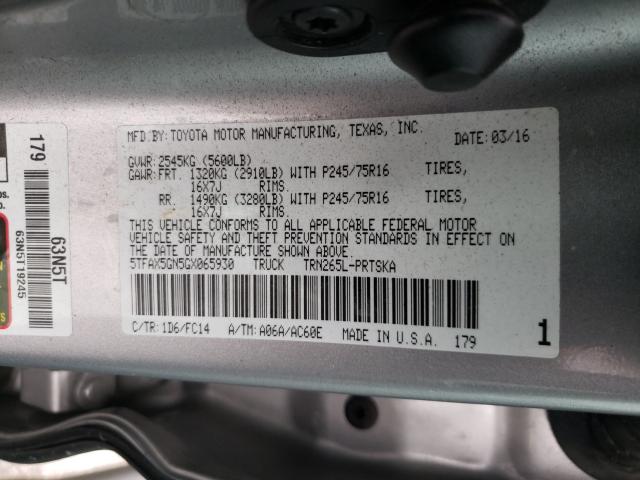 MFD BY: TOYOTA MOTOR MANUFACTURING, TEXAS, INC. DATE: 03/16
GVWR: 2545KG (5600LB)
GAWR: FRT. 1320KG (2910LB) WITH P245/75R16 TIRES,
16X7J RIMS.
RR. 1490KG (3280LB) WITH P245/75R16 TIRES,
16X7J RIMS.
THIS VEHICLE CONFORMS TO ALL APPLICABLE FEDERAL MOTOR
VEHICLE SAFETY AND THEFT PREVENTION STANDARDS IN EFFECT ON
THE DATE OF MANUFACTURE SHOWN ABOVE.
5TFAX5GN5GX065930 TRUCK TRN265L-PRTSKA
C/TR: 1D6/FC14 A/TM: A06A/AC60E MADE IN U.S.A. 179
1
179
63N5T
63N5T19245